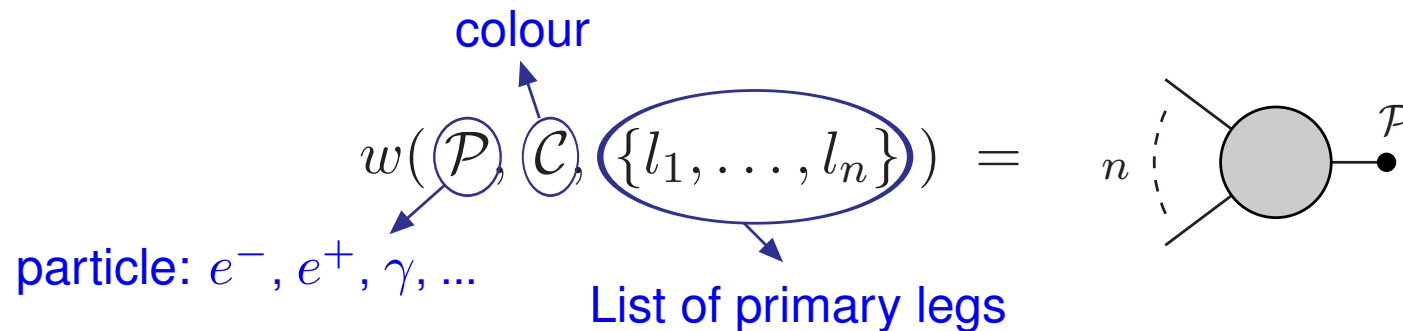 colour
w(𝒫, 𝒞, {l₁, . . . , lₙ}) = n 𝒫
particle: e⁻, e⁺, γ, ...
List of primary legs